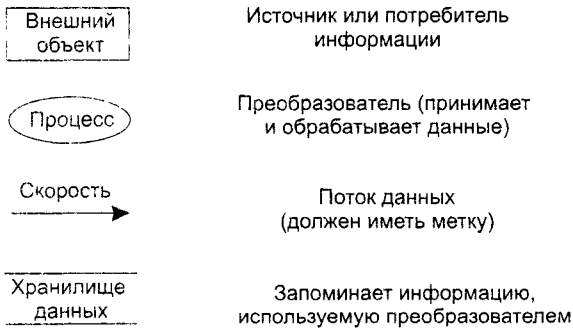 Внешний
объект
Источник или потребитель
информации
Процесс
Преобразователь (принимает
и обрабатывает данные)
Скорость
Поток данных
(должен иметь метку)
Хранилище
данных
Запоминает информацию,
используемую преобразователем